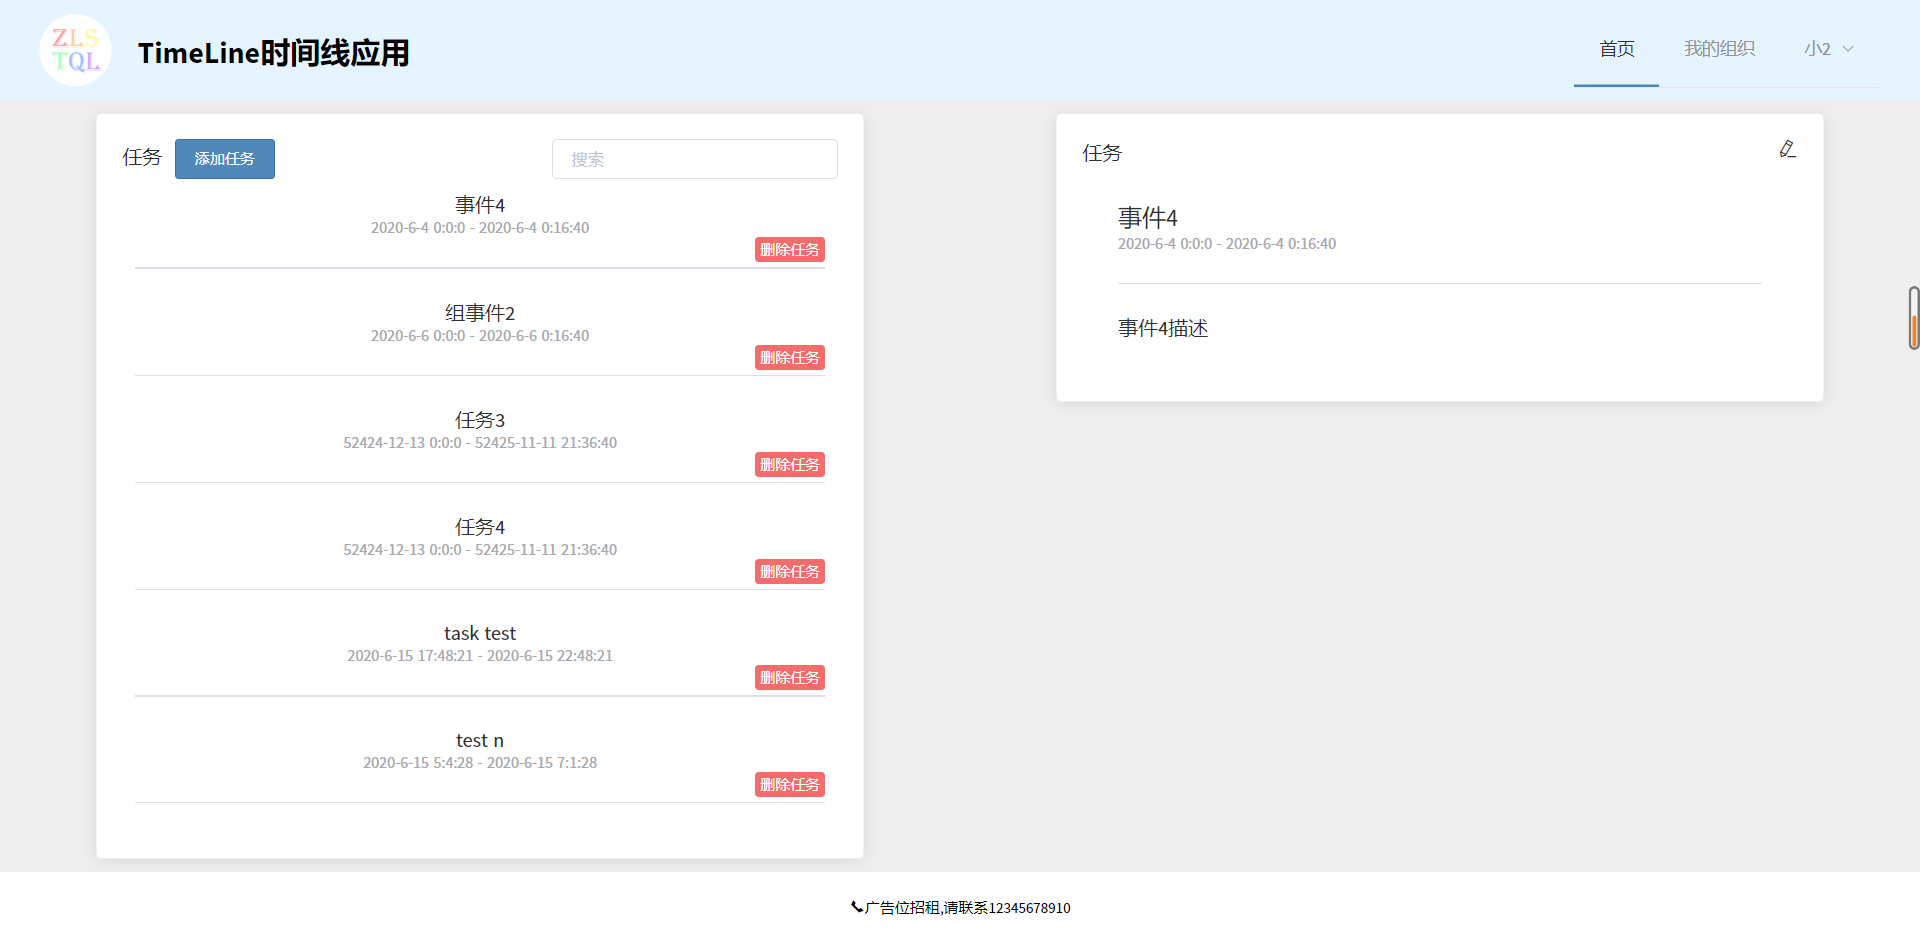 ZLS
TQL
TimeLine时间线应用
首页
我的组织
小2
任务
添加任务
搜索
事件4
2020-6-4 0:0:0 - 2020-6-4 0:16:40
删除任务
组事件2
2020-6-6 0:0:0 - 2020-6-6 0:16:40
删除任务
任务3
52424-12-13 0:0:0 - 52425-11-11 21:36:40
删除任务
任务4
52424-12-13 0:0:0 - 52425-11-11 21:36:40
删除任务
task test
2020-6-15 17:48:21 - 2020-6-15 22:48:21
删除任务
test n
2020-6-15 5:4:28 - 2020-6-15 7:1:28
删除任务
任务
事件4
2020-6-4 0:0:0 - 2020-6-4 0:16:40
事件4描述
广告位招租,请联系12345678910